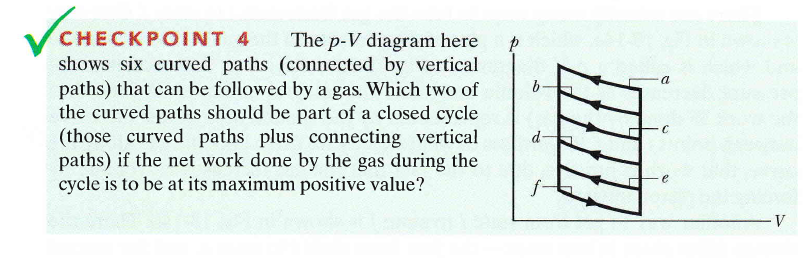 CHECKPOINT 4 The p-V diagram here
shows six curved paths (connected by vertical
paths) that can be followed by a gas. Which two of
the curved paths should be part of a closed cycle
(those curved paths plus connecting vertical
paths) if the net work done by the gas during the
cycle is to be at its maximum positive value?
p
a
b
c
d
e
f
V